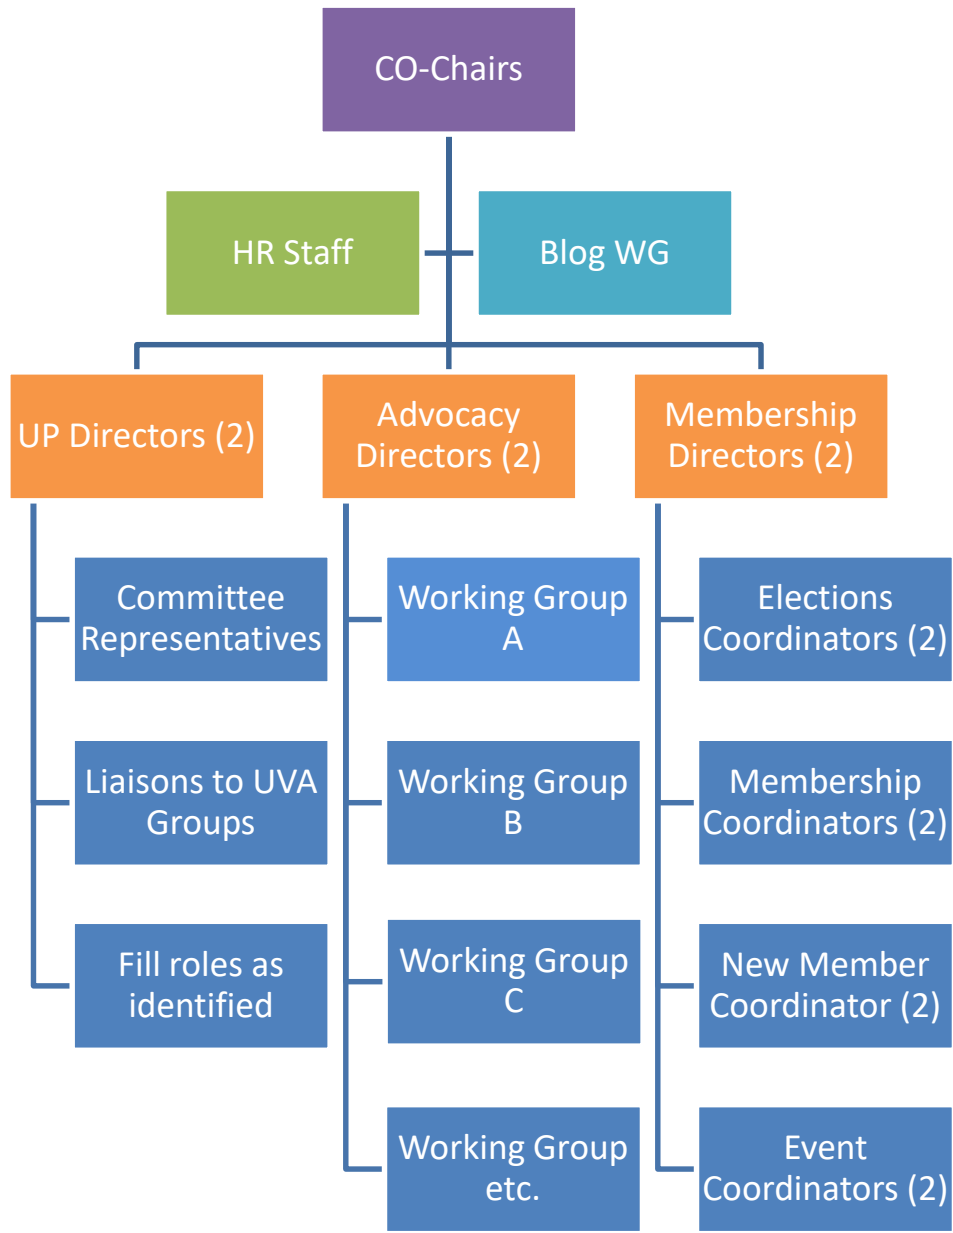 CO-Chairs
HR Staff
Blog WG
UP Directors (2)
Advocacy
Directors (2)
Membership
Directors (2)
Committee
Representatives
Working Group
A
Elections
Coordinators (2)
Liaisons to UVA
Groups
Working Group
B
Membership
Coordinators (2)
Fill roles as
identified
Working Group
C
New Member
Coordinator (2)
Working Group
etc.
Event
Coordinators (2)